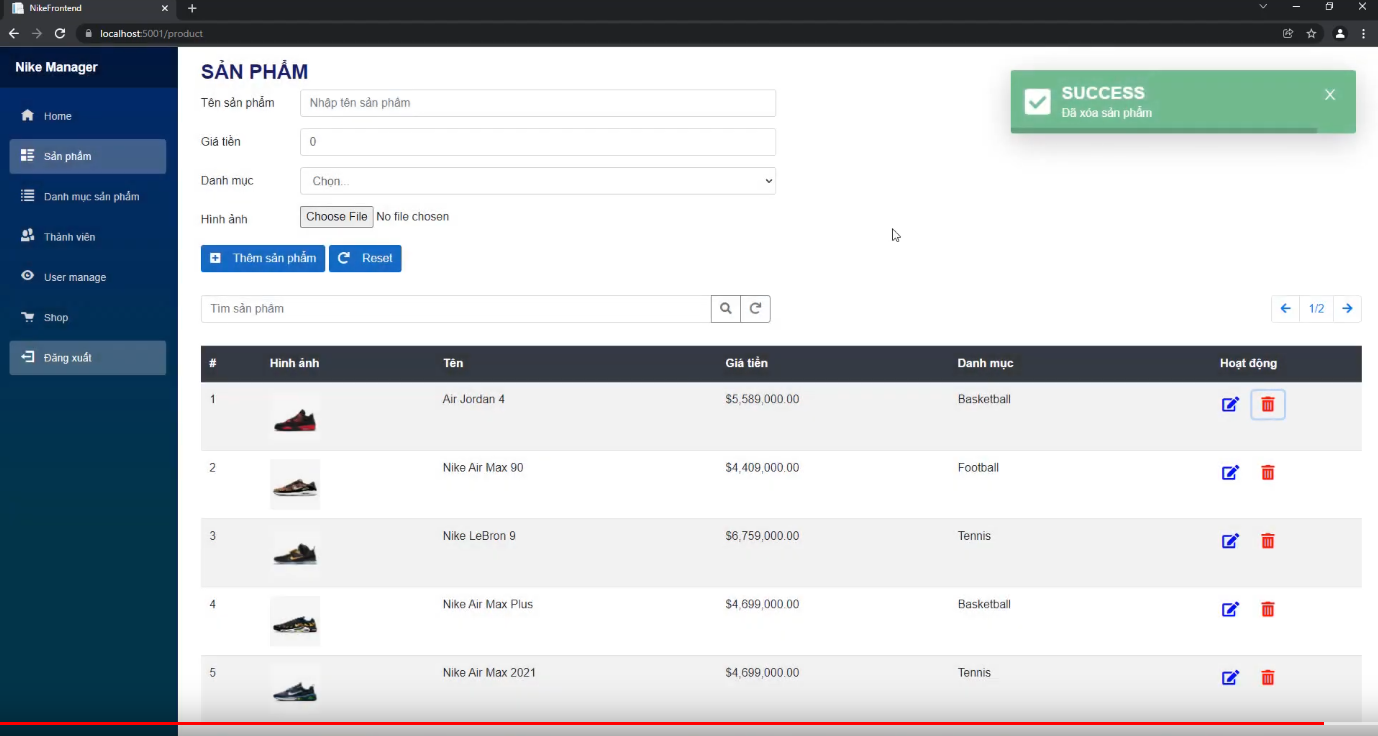 NikeFrontend
localhost:5001/product
Nike Manager
Home
Sản phẩm
Danh mục sản phẩm
Thành viên
User manage
Shop
Đăng xuất
SẢN PHẨM
Tên sản phẩm
Nhập tên sản phẩm
Giá tiền
0
Danh mục
Chọn...
Hình ảnh
Choose File No file chosen
Thêm sản phẩm
Reset
SUCCESS
Đã xóa sản phẩm
X
Tìm sản phẩm
1/2
# Hình ảnh Tên Giá tiền Danh mục Hoạt động
1 Air Jordan 4 $5,589,000.00 Basketball
2 Nike Air Max 90 $4,409,000.00 Football
3 Nike LeBron 9 $6,759,000.00 Tennis
4 Nike Air Max Plus $4,699,000.00 Basketball
5 Nike Air Max 2021 $4,699,000.00 Tennis